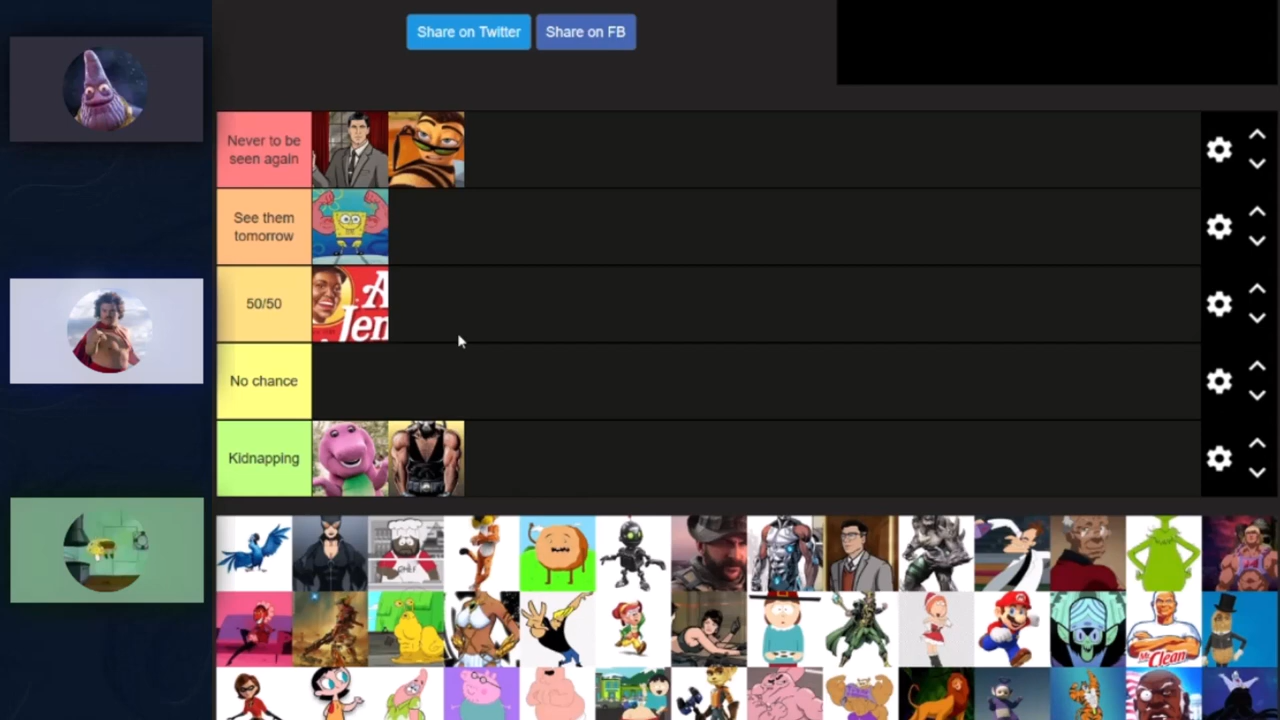 Share on Twitter
Share on FB
Never to be
seen again
See them
tomorrow
50/50
A
Jen
No chance
Kidnapping
Mr.Clean